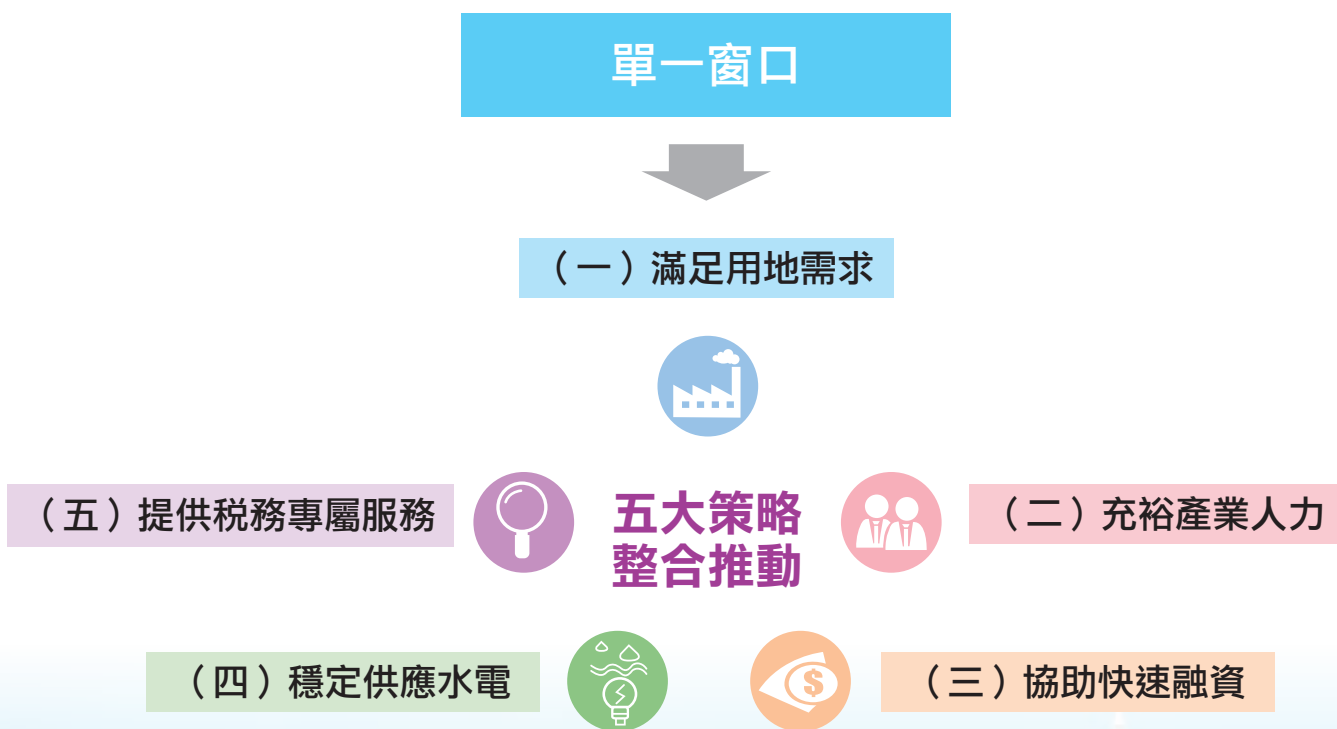 單一窗口
（一）滿足用地需求
（五）提供稅務專屬服務
五大策略
整合推動
（二）充裕產業人力
（四）穩定供應水電
（三）協助快速融資
$